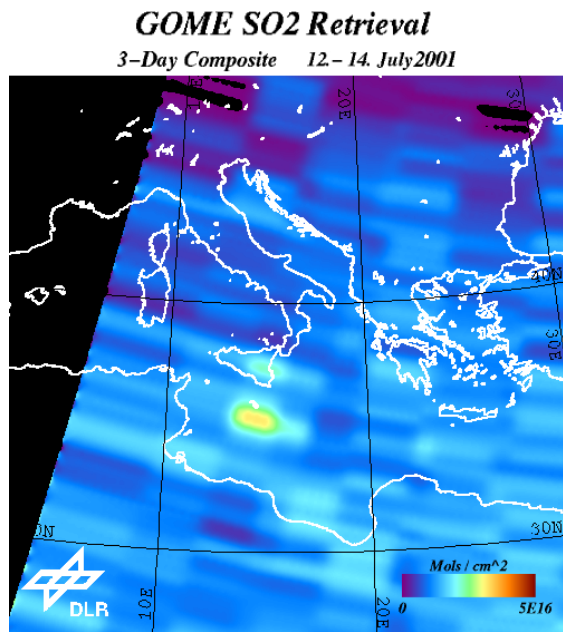 GOME SO2 Retrieval
3-Day Composite 12.- 14. July2001
20E
40N
30E
30N
10E
20E
Mols / cm^2
0 5E16
DLR